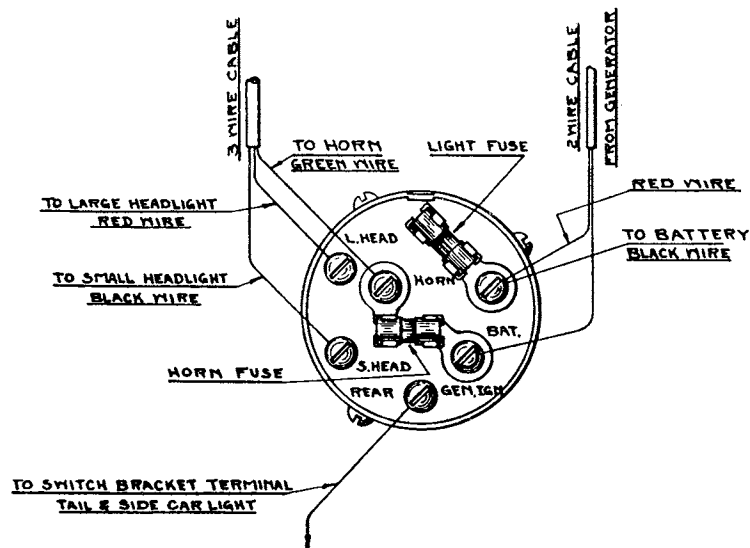 3 WIRE CABLE
2 WIRE CABLE
FROM GENERATOR
TO HORN
GREEN WIRE
LIGHT FUSE
RED WIRE
TO LARGE HEADLIGHT
RED WIRE
L. HEAD
TO BATTERY
BLACK WIRE
TO SMALL HEADLIGHT
BLACK WIRE
HORN
BAT.
HORN FUSE
S. HEAD
REAR
GEN, IGN
TO SWITCH BRACKET TERMINAL
TAIL & SIDE CAR LIGHT